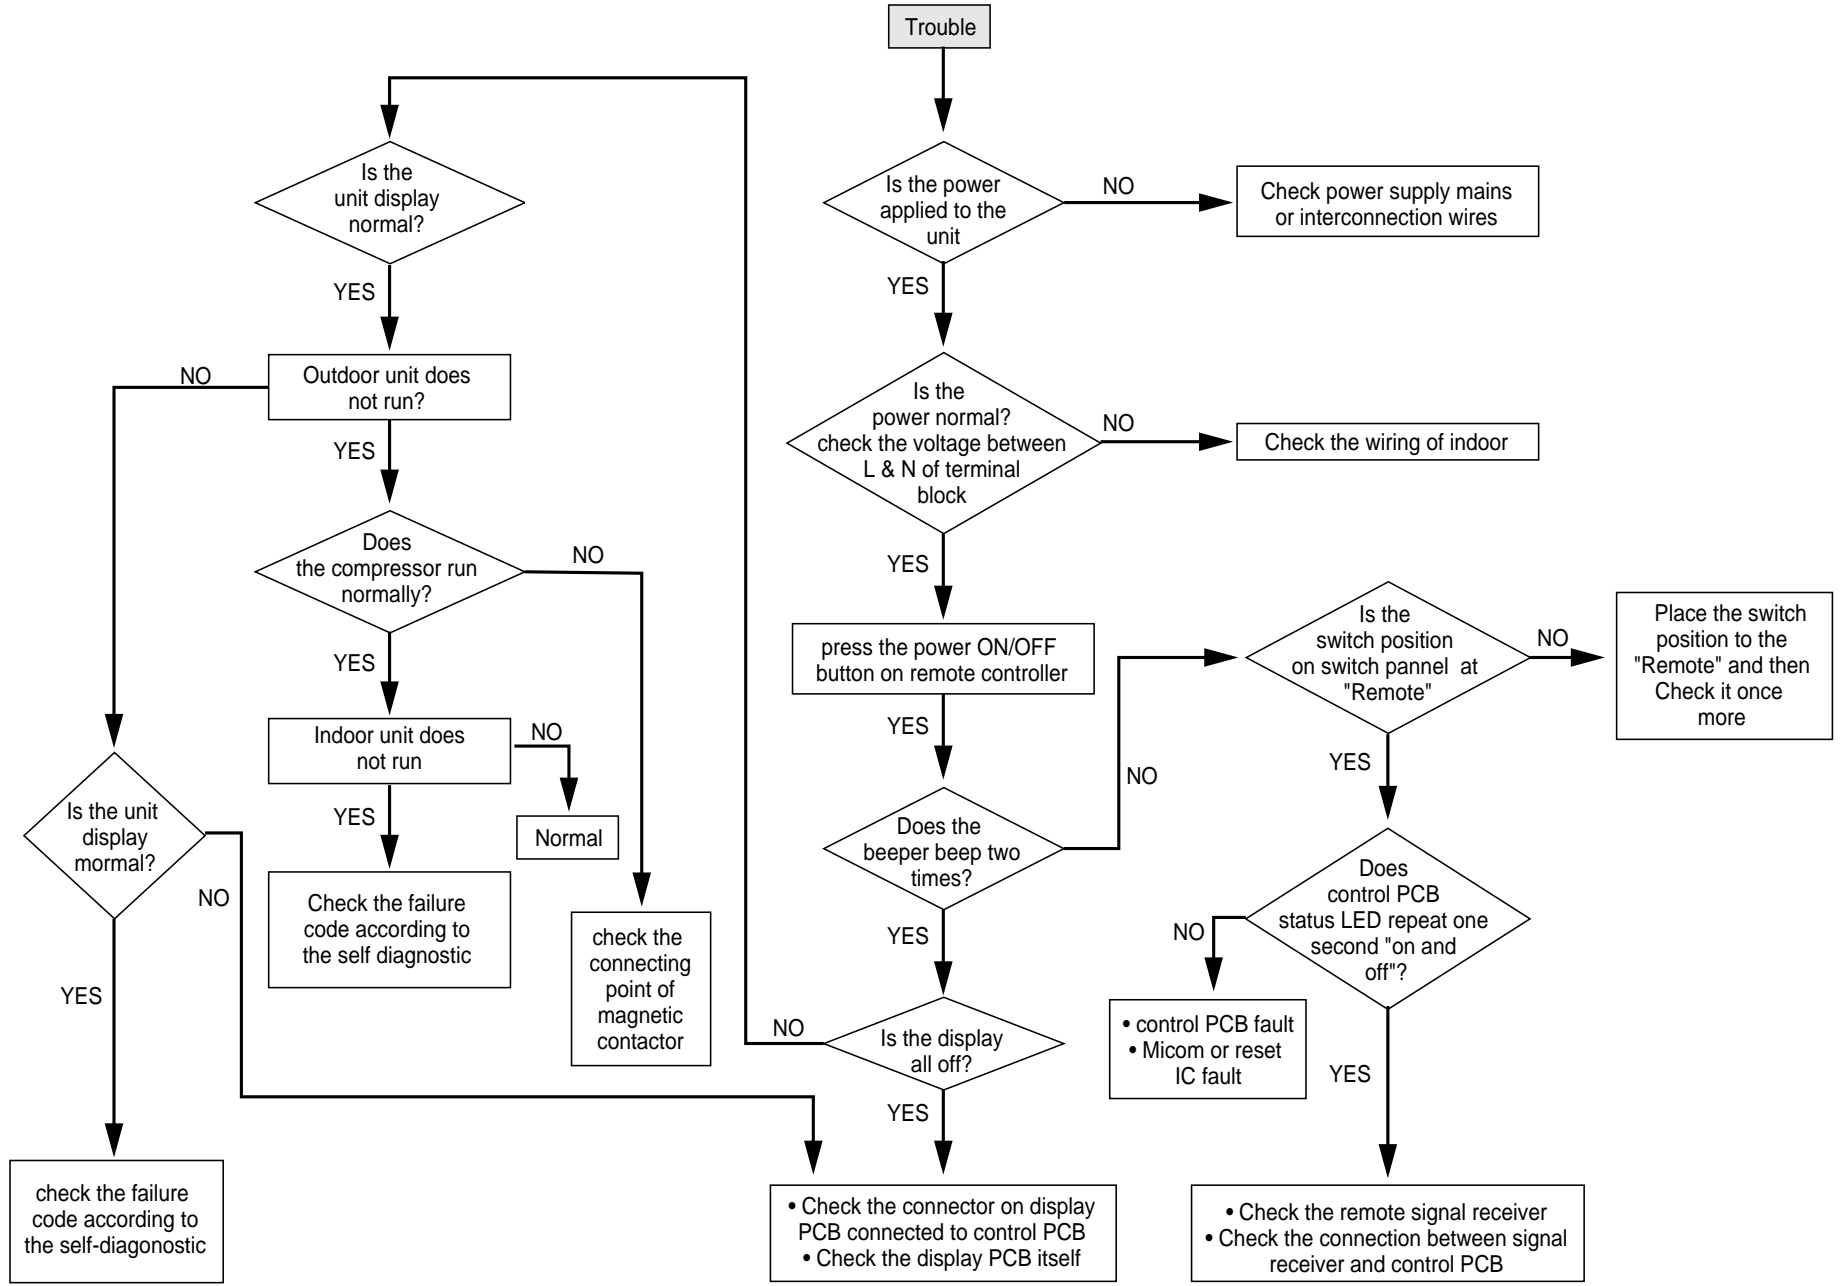 Trouble
Is the power
applied to the
unit
NO
Check power supply mains
or interconnection wires
YES
Is the
power normal?
check the voltage between
L & N of terminal
block
NO
Check the wiring of indoor
YES
press the power ON/OFF
button on remote controller
YES
Does the
beeper beep two
times?
NO
Is the
switch position
on switch pannel at
"Remote"
NO
Place the switch
position to the
"Remote" and then
Check it once
more
YES
Does
control PCB
status LED repeat one
second "on and
off"?
NO
• control PCB fault
• Micom or reset
IC fault
YES
• Check the remote signal receiver
• Check the connection between signal
receiver and control PCB
YES
Is the display
all off?
YES
• Check the connector on display
PCB connected to control PCB
• Check the display PCB itself
NO
Is the
unit display
normal?
YES
Outdoor unit does
not run?
NO
YES
Does
the compressor run
normally?
NO
check the
connecting
point of
magnetic
contactor
YES
Indoor unit does
not run
NO
Normal
YES
Check the failure
code according to
the self diagnostic
Is the unit
display
mormal?
NO
YES
check the failure
code according to
the self-diagonostic